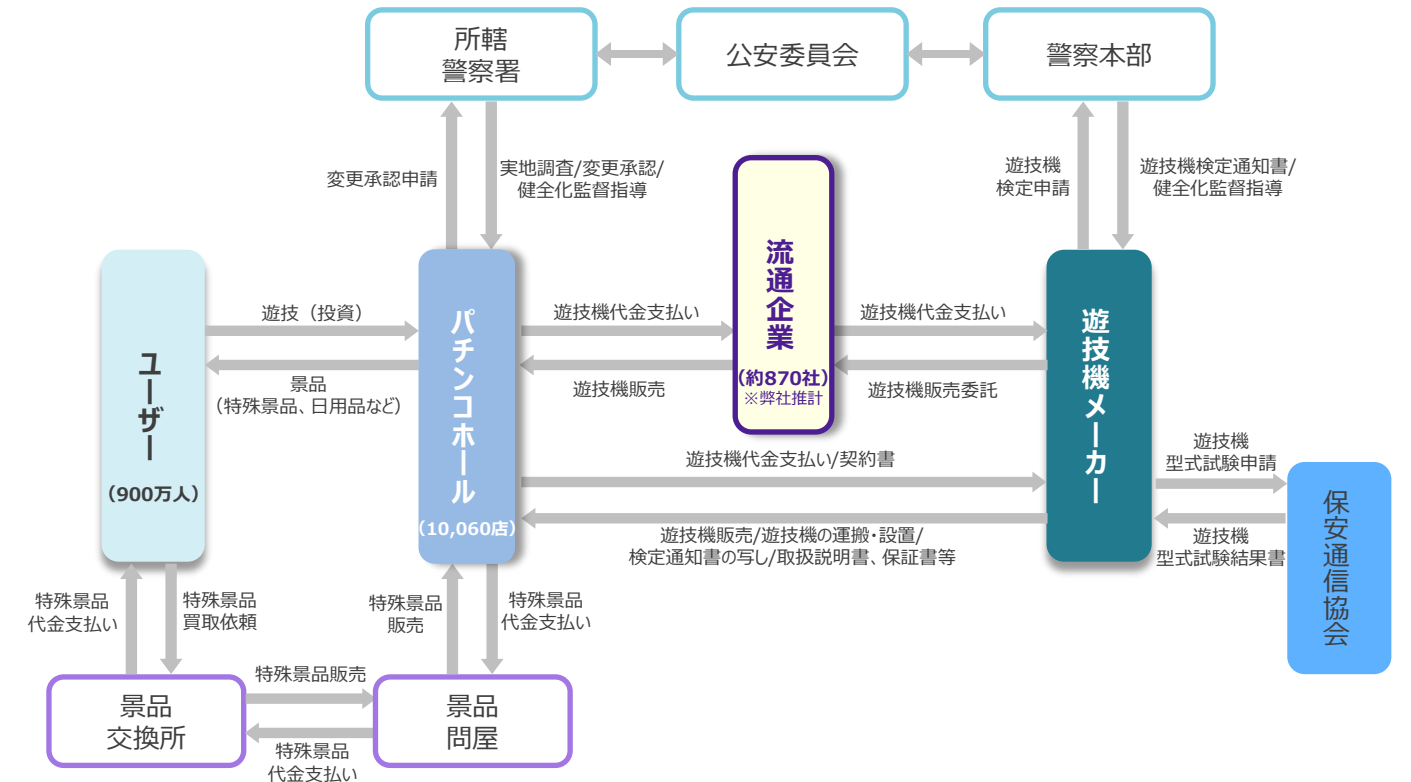 所轄
警察署
公安委員会
警察本部
変更承認申請
実地調査/変更承認/
健全化監督指導
遊技機
検定申請
遊技機検定通知書/
健全化監督指導
ユーザー
（900万人）
遊技（投資）
景品
（特殊景品、日用品など）
パチンコホール
（10,060店）
遊技機代金支払い
遊技機販売
流通企業
（約870社）
※弊社推計
遊技機代金支払い
遊技機販売委託
遊技機メーカー
遊技機代金支払い/契約書
遊技機販売/遊技機の運搬・設置/
検定通知書の写し/取扱説明書、保証書等
遊技機
型式試験申請
遊技機
型式試験結果書
保安通信協会
特殊景品
代金支払い
特殊景品
買取依頼
特殊景品
販売
特殊景品
代金支払い
景品
交換所
特殊景品販売
特殊景品
代金支払い
景品
問屋